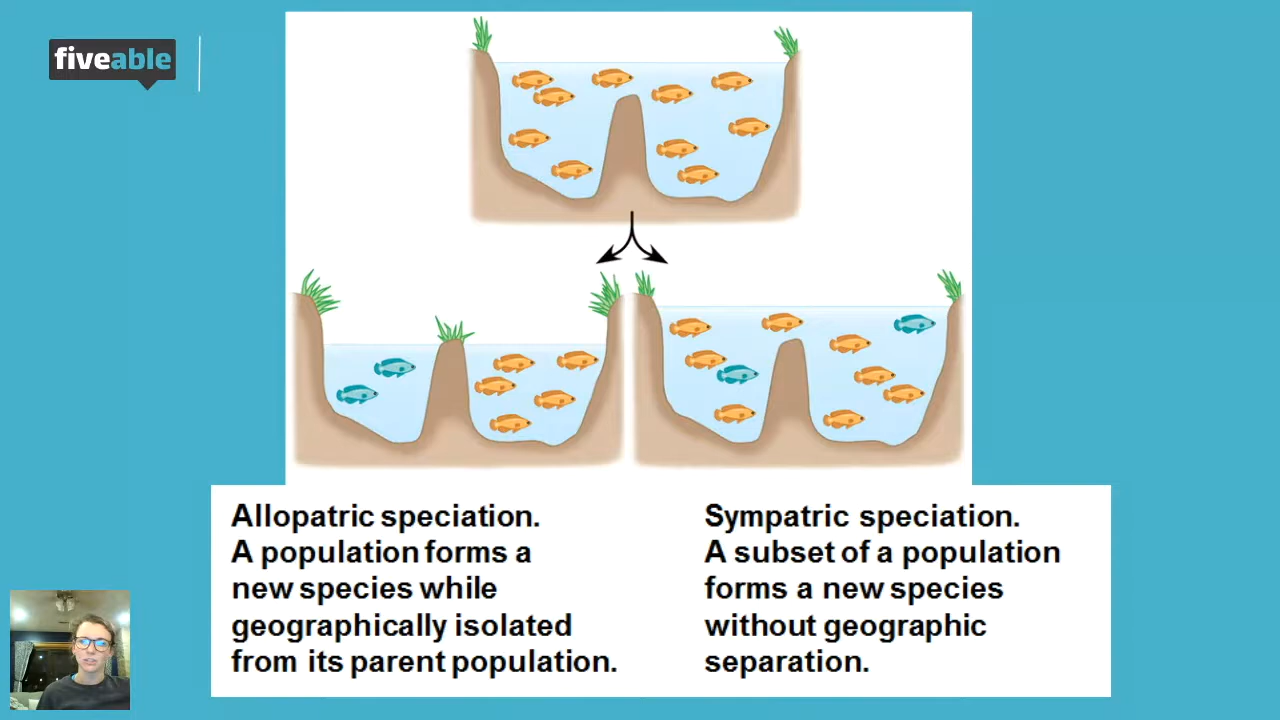 fiveable
Allopatric speciation.
A population forms a
new species while
geographically isolated
from its parent population.
Sympatric speciation.
A subset of a population
forms a new species
without geographic
separation.